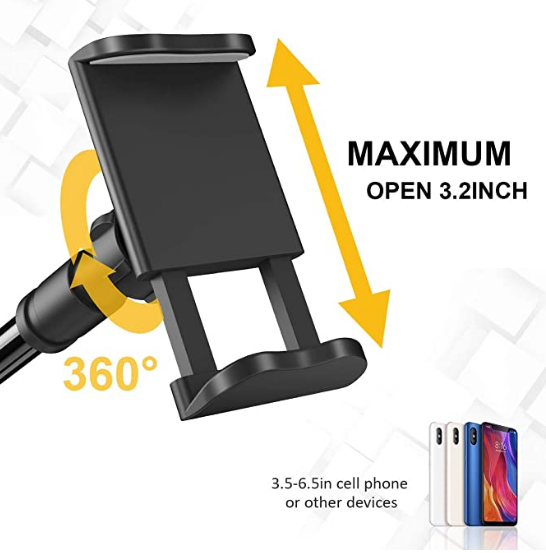 MAXIMUM
OPEN 3.2INCH
360°
3.5-6.5in cell phone
or other devices